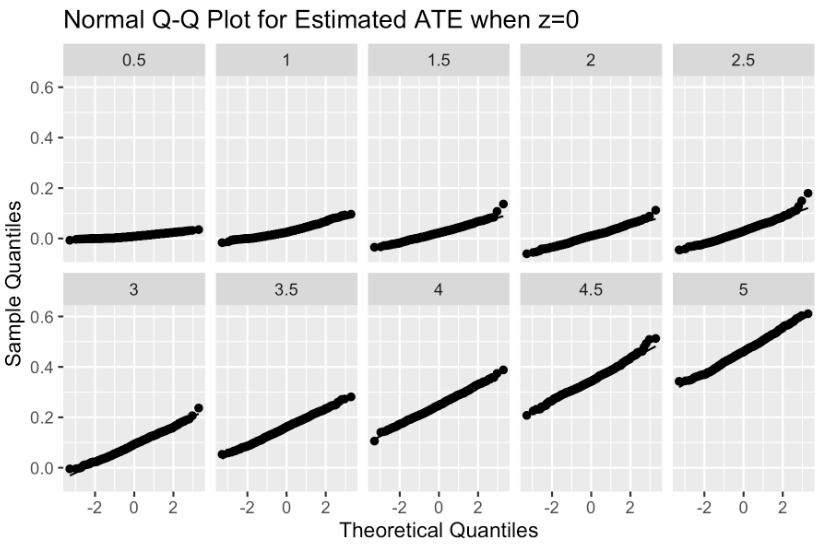 Normal Q-Q Plot for Estimated ATE when z=0
0.5 1 1.5 2 2.5
0.6
0.4
0.2
0.0
3 3.5 4 4.5 5
0.6
0.4
0.2
0.0
-2 0 2 -2 0 2 -2 0 2 -2 0 2 -2 0 2
Sample Quantiles
Theoretical Quantiles